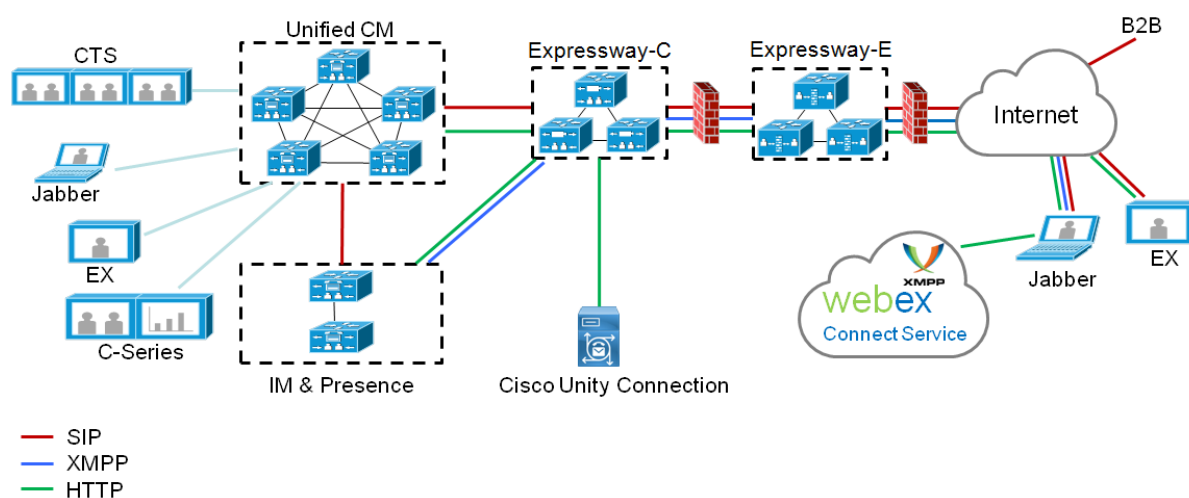 Unified CM
CTS
Expressway-C
Expressway-E
B2B
Internet
Jabber
EX
C-Series
IM & Presence
Cisco Unity Connection
XMPP
webex
Connect Service
Jabber
EX
SIP
XMPP
HTTP